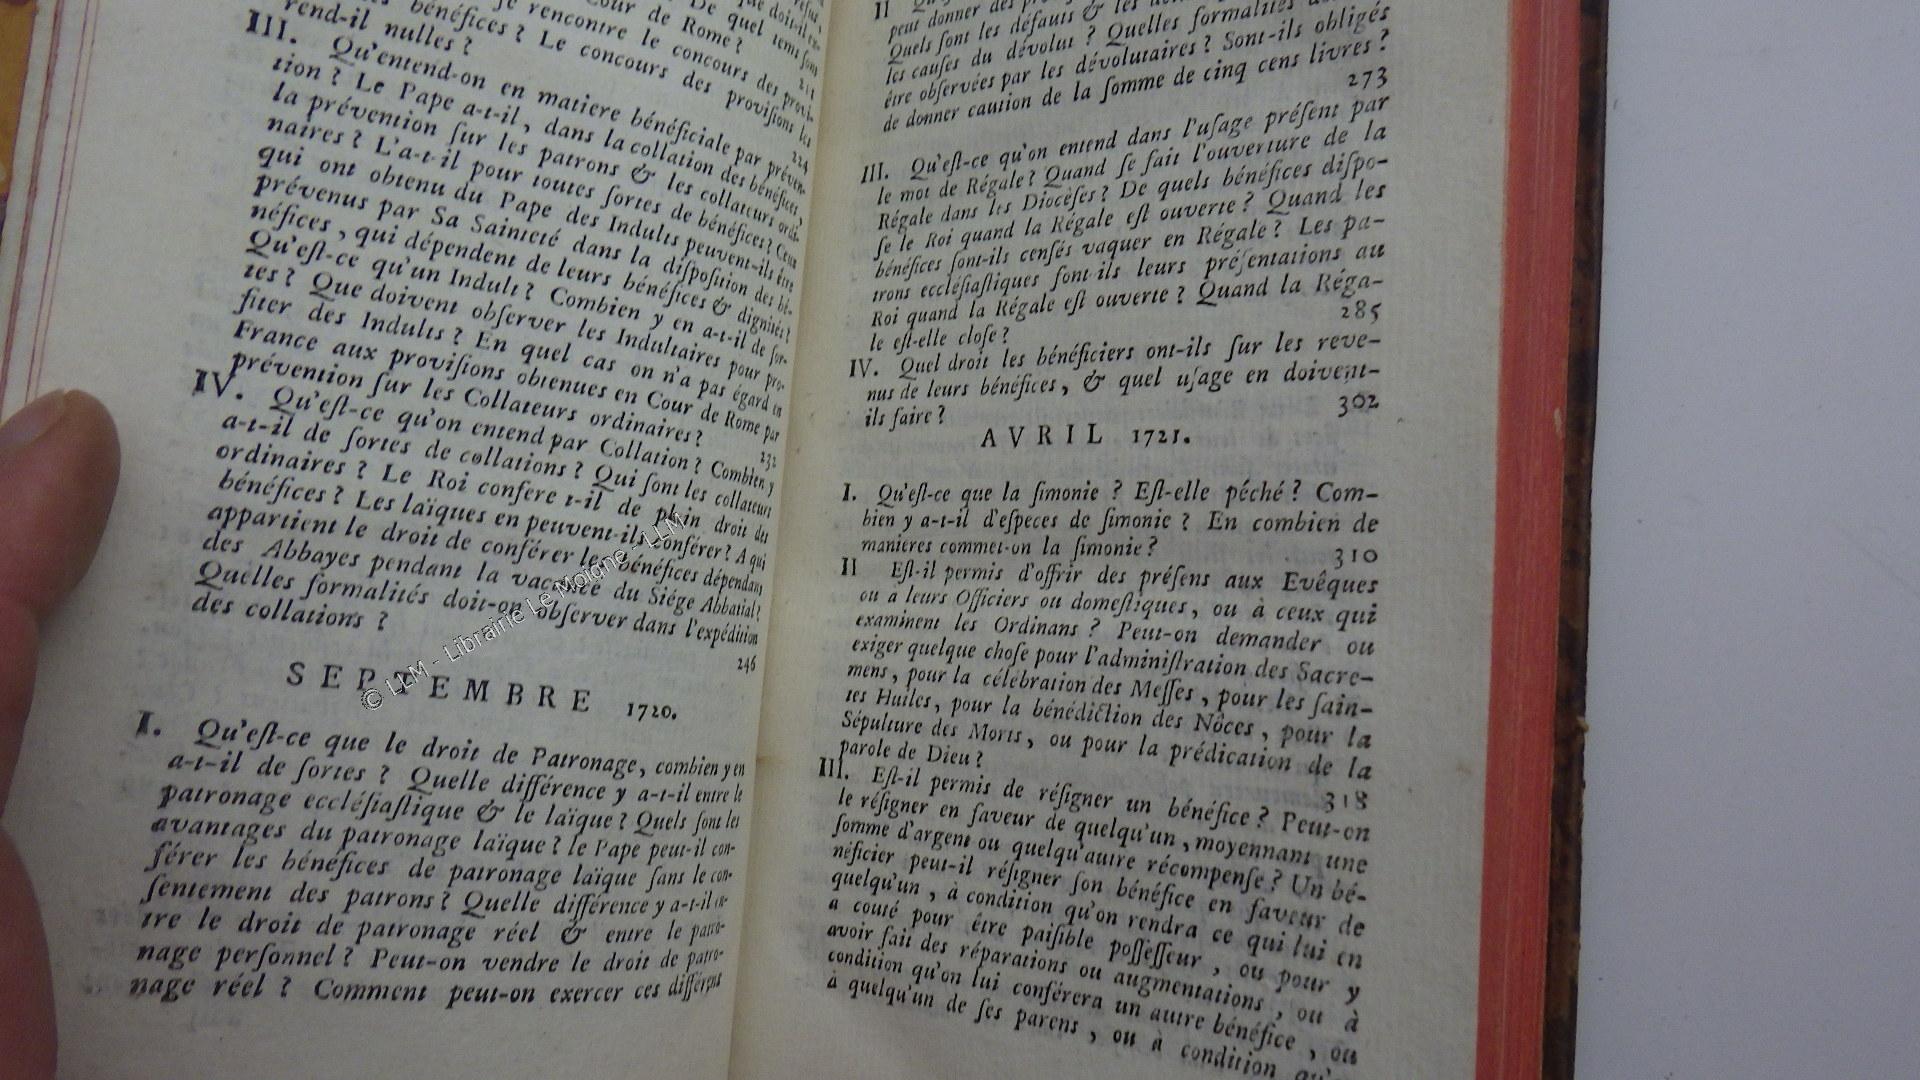 bénéfices ? Je rencontre le concours des provi-
rend-il nulles ?
224
III. Qu'entend-on en matiere bénéficiale par préven-
tion ? Le Pape a-t-il, dans la collation des bénéfices,
la prévention ſur les patrons & les collateurs ordi-
naires ? L'a-t-il pour toutes ſortes de bénéfices ? Ceux
qui ont obtenu du Pape des Indults peuvent-ils être
prévenus par Sa Sainteté dans la diſpoſition des bé-
néfices, qui dépendent de leurs bénéfices & dignités ?
Qu'eſt-ce qu'un Indult ? Combien y en a-t-il de ſor-
tes ? Que doivent obſerver les Indultaires pour pro-
fiter des Indults ? En quel cas on n'a pas égard en
France aux proviſions obtenues en Cour de Rome par
prévention ſur les Collateurs ordinaires ?
232
IV. Qu'eſt-ce qu'on entend par Collation ? Combien y
a-t-il de ſortes de collations ? Qui ſont les collateurs
ordinaires ? Le Roi confere t-il de plein droit des
bénéfices ? Les laïques en peuvent-ils conférer ? A qui
appartient le droit de conférer les bénéfices dépendans
des Abbayes pendant la vacance du Siége Abbatial ?
Quelles formalités doit-on obſerver dans l'expédition
des collations ?
246
SEPTEMBRE 1720.
I. Qu'eſt-ce que le droit de Patronage, combien y en
a-t-il de ſortes ? Quelle différence y a-t-il entre le
patronage eccléſiaſtique & le laïque ? Quels ſont les
avantages du patronage laïque ? le Pape peut-il con-
férer les bénéfices de patronage laïque ſans le con-
ſentement des patrons ? Quelle différence y a-t-il en-
tre le droit de patronage réel & entre le patro-
nage perſonnel ? Peut-on vendre le droit de patro-
nage réel ? Comment peut-on exercer ces différens
II
Quels ſont les défauts & les
les cauſes du dévolut ? Quelles formalités
être obſervées par les dévolutaires ? Sont-ils obligés
de donner caution de la ſomme de cinq cens livres ?
273
III. Qu'eſt-ce qu'on entend dans l'uſage préſent par
le mot de Régale ? Quand ſe fait l'ouverture de la
Régale dans les Dioceſes ? De quels bénéfices diſpo-
ſe le Roi quand la Régale eſt ouverte ? Quand les
bénéfices ſont-ils cenſés vaquer en Régale ? Les pa-
trons eccléſiaſtiques font-ils leurs préſentations au
Roi quand la Régale eſt ouverte ? Quand la Réga-
le eſt-elle cloſe ?
285
IV. Quel droit les bénéficiers ont-ils ſur les reve-
nus de leurs bénéfices, & quel uſage en doivent-
ils faire ?
302
AVRIL 1721.
I. Qu'eſt-ce que la ſimonie ? Eſt-elle péché ? Com-
bien y a-t-il d'eſpeces de ſimonie ? En combien de
manieres commet-on la ſimonie ?
310
II Eſt-il permis d'offrir des préſens aux Evêques
ou à leurs Officiers ou domeſtiques, ou à ceux qui
examinent les Ordinans ? Peut-on demander ou
exiger quelque choſe pour l'adminiſtration des Sacre-
mens, pour la célébration des Meſſes, pour les ſain-
tes Huiles, pour la bénédiction des Nôces, pour la
Sépulture des Morts, ou pour la prédication de la
parole de Dieu ?
318
III. Eſt-il permis de réſigner un bénéfice ? Peut-on
le réſigner en faveur de quelqu'un, moyennant une
ſomme d'argent ou quelqu'autre récompenſe ? Un bé-
néficier peut-il réſigner ſon bénéfice en faveur de
quelqu'un, à condition qu'on rendra ce qui lui en
a couté pour être paiſible poſſeſſeur, ou pour y
avoir fait des réparations ou augmentations, ou à
condition qu'on lui conférera un autre bénéfice, ou
à quelqu'un de ſes parens, ou à condition
© LLM - Librairie Le Moigne - LLM